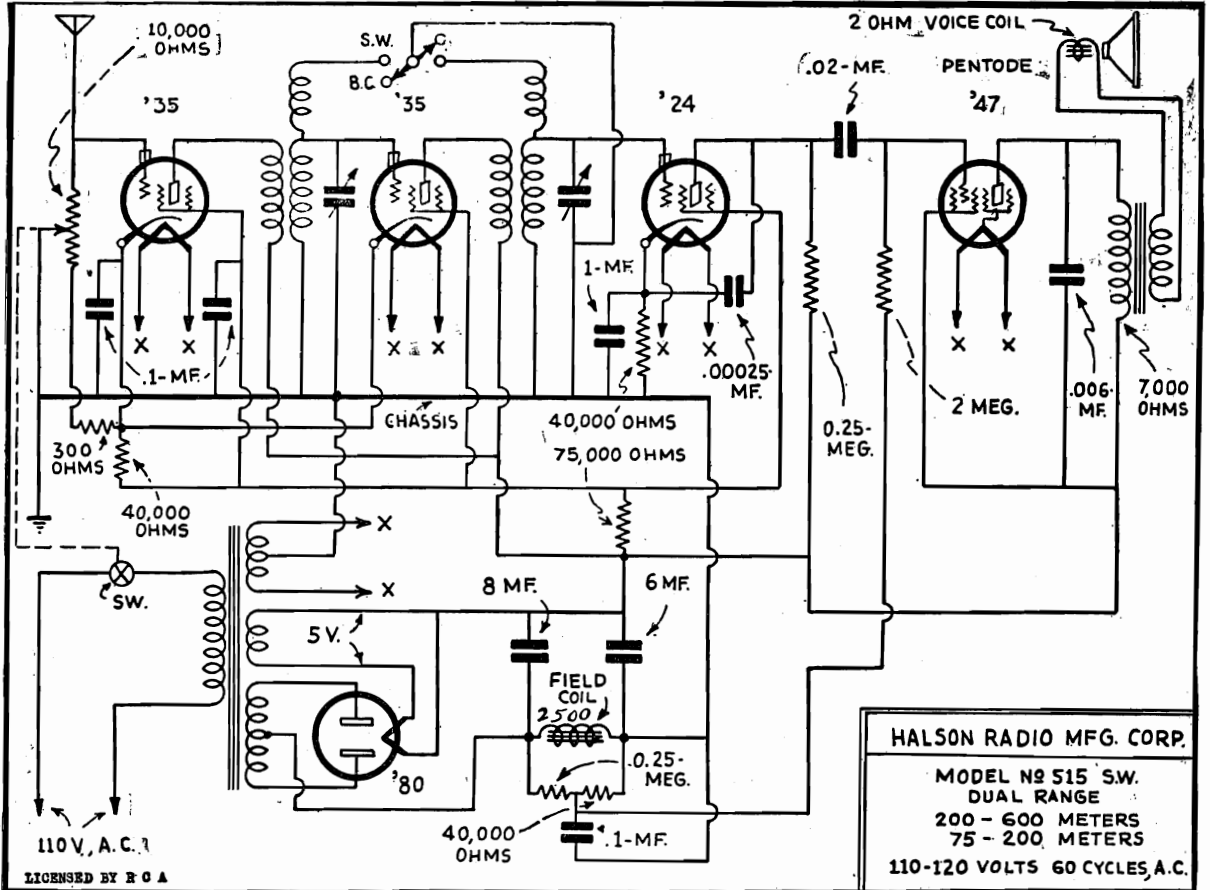 10,000
OHMS
S.W.
B.C.
'35
'35
'24
'47
.02-MF.
PENTODE
2 OHM VOICE COIL
1-MF.
X X
X X
X X
X X
.1-MF.
.00025-
MF.
CHASSIS
40,000 OHMS
75,000 OHMS
0.25-
MEG.
2 MEG.
.006-
MF.
7,000
OHMS
300
OHMS
40,000
OHMS
X
X
SW.
5 V.
8 MF.
6 MF.
FIELD
COIL
2500
'80
.0.25-
MEG.
40,000
OHMS
.1-MF.
110 V., A.C.
LICENSED BY R C A
HALSON RADIO MFG. CORP.
MODEL Nº 515 S.W.
DUAL RANGE
200 - 600 METERS
75 - 200 METERS
110-120 VOLTS 60 CYCLES, A.C.